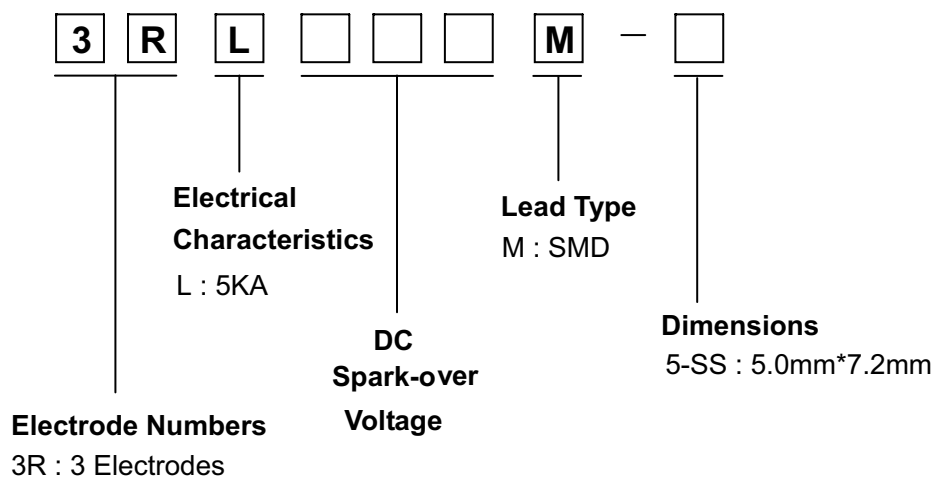 3 R L M –
Electrical
Characteristics
L : 5KA
Lead Type
M : SMD
DC
Spark-over
Voltage
Dimensions
5-SS : 5.0mm*7.2mm
Electrode Numbers
3R : 3 Electrodes